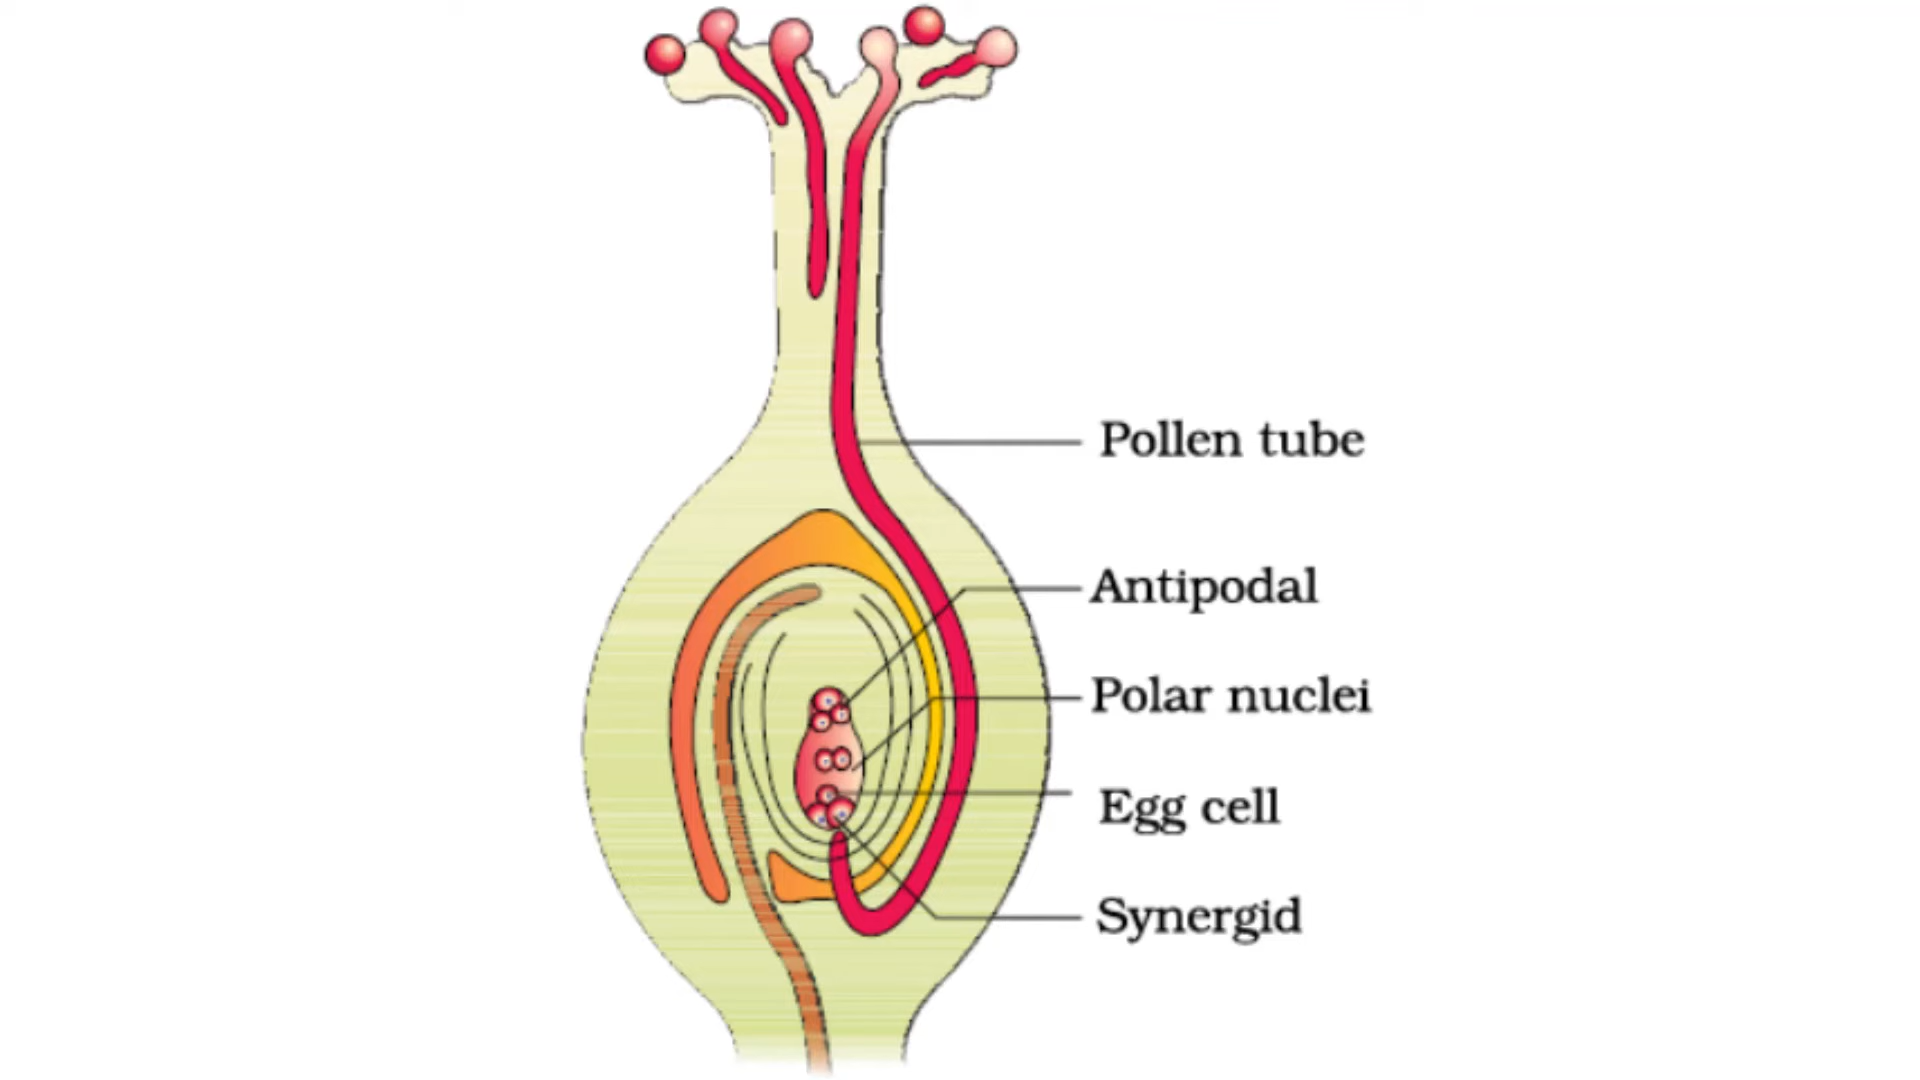 Pollen tube
Antipodal
Polar nuclei
Egg cell
Synergid